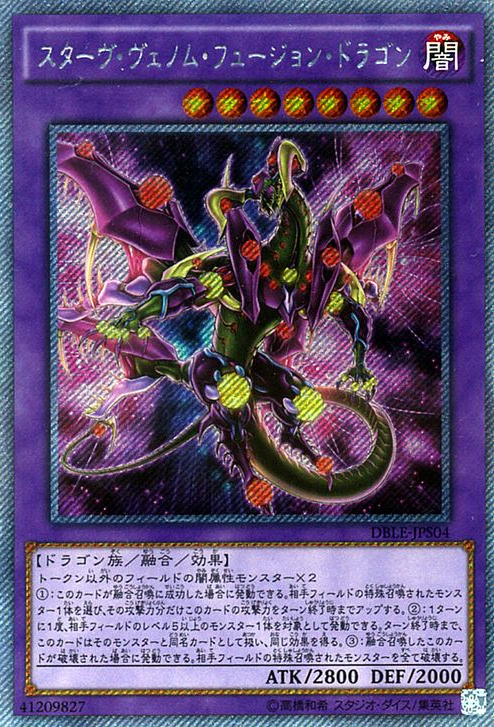 スターヴ・ヴェノム・フュージョン・ドラゴン
やみ
闇
DBLE-JPS04
【ドラゴン族／融合／効果】
トークン以外のフィールドの闇属性モンスター×2
①：このカードが融合召喚に成功した場合に発動できる。相手フィールドの特殊召喚されたモンス
ター1体を選び、その攻撃力分だけこのカードの攻撃力をターン終了時までアップする。②：1ターン
に1度、相手フィールドのレベル5以上のモンスター1体を対象として発動できる。ターン終了時まで、
このカードはそのモンスターと同名カードとして扱い、同じ効果を得る。③：融合召喚したこのカー
ドが破壊された場合に発動できる。相手フィールドの特殊召喚されたモンスターを全て破壊する。
ATK/2800 DEF/2000
41209827
©高橋和希 スタジオ・ダイス/集英社